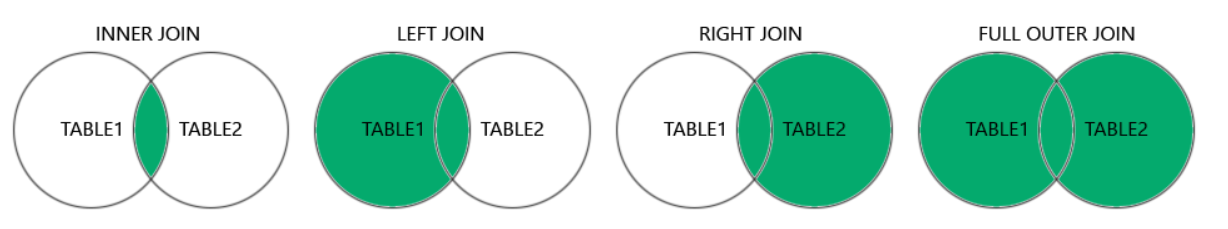 INNER JOIN
TABLE1 TABLE2
LEFT JOIN
TABLE1 TABLE2
RIGHT JOIN
TABLE1 TABLE2
FULL OUTER JOIN
TABLE1 TABLE2